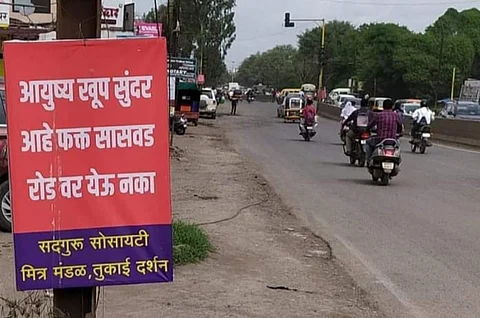 आयुष्य खूप सुंदर
आहे फक्त सासवड
रोड वर येऊ नका
सदगुरू सोसायटी
मित्र मंडळ,तुकाई दर्शन